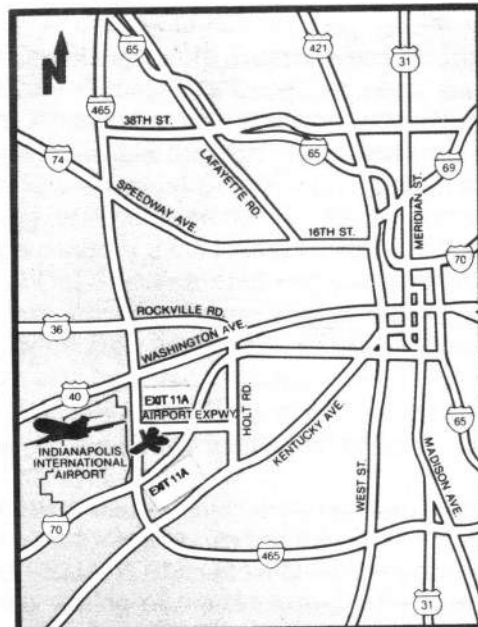 N
65
421
31
465
38TH ST.
74
LAFAYETTE RD.
65
69
SPEEDWAY AVE.
MERIDIAN ST.
16TH ST.
70
36
ROCKVILLE RD.
WASHINGTON AVE.
40
EXIT 11A
AIRPORT EXPWY.
HOLT RD.
KENTUCKY AVE.
65
INDIANAPOLIS
INTERNATIONAL
AIRPORT
EXIT 11A
WEST ST
MADISON AVE.
70
465
31